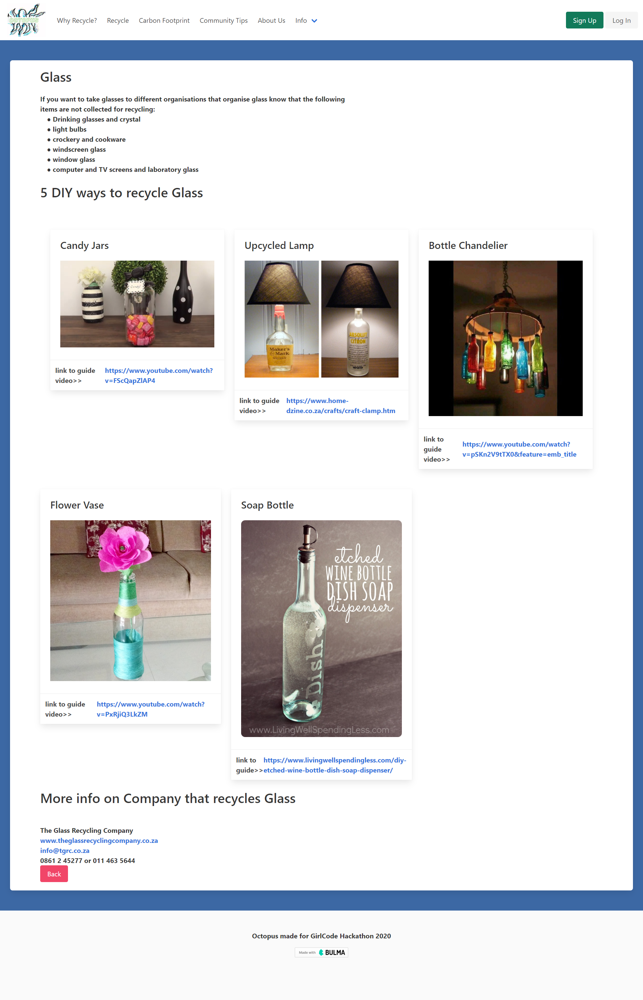 OCTOPUS
Why Recycle?
Recycle
Carbon Footprint
Community Tips
About Us
Info
Sign Up
Log In
Glass
If you want to take glasses to different organisations that organise glass know that the following
items are not collected for recycling:
● Drinking glasses and crystal
● light bulbs
● crockery and cookware
● windscreen glass
● window glass
● computer and TV screens and laboratory glass
5 DIY ways to recycle Glass
Candy Jars
Candy
link to guide
video>>
https://www.youtube.com/watch?
v=FScQapZlAP4
Upcycled Lamp
Maker's
Mark
WHISKY
ABSOLUT
Country of Sweden
CITRON
IMPORTED
link to guide
video>>
https://www.home-
dzine.co.za/crafts/craft-clamp.htm
Bottle Chandelier
link to
guide
video>>
https://www.youtube.com/watch?
v=pSKn2V9tTX0&feature=emb_title
Flower Vase
link to guide
video>>
https://www.youtube.com/watch?
v=PxRjiQ3LkZM
Soap Bottle
etched
WINE BOTTLE
DISH SOAP
dispenser
Dish
www.LivingWellSpendingLess.com
link to
guide>>
https://www.livingwellspendingless.com/diy-
etched-wine-bottle-dish-soap-dispenser/
More info on Company that recycles Glass
The Glass Recycling Company
www.theglassrecyclingcompany.co.za
info@tgrc.co.za
0861 2 45277 or 011 463 5644
Back
Octopus made for GirlCode Hackathon 2020
Made with BULMA